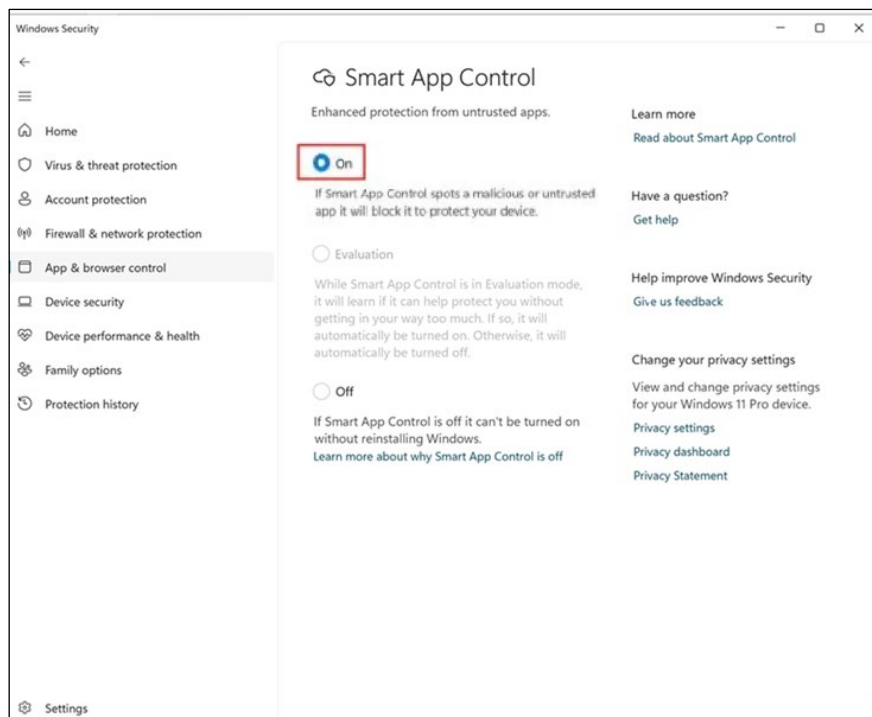 Windows Security
Home
Virus & threat protection
Account protection
Firewall & network protection
App & browser control
Device security
Device performance & health
Family options
Protection history
Settings
Smart App Control
Enhanced protection from untrusted apps.
On
If Smart App Control spots a malicious or untrusted
app it will block it to protect your device.
Evaluation
While Smart App Control is in Evaluation mode,
it will learn if it can help protect you without
getting in your way too much. If so, it will
automatically be turned on. Otherwise, it will
automatically be turned off.
Off
If Smart App Control is off it can't be turned on
without reinstalling Windows.
Learn more about why Smart App Control is off
Learn more
Read about Smart App Control
Have a question?
Get help
Help improve Windows Security
Give us feedback
Change your privacy settings
View and change privacy settings
for your Windows 11 Pro device.
Privacy settings
Privacy dashboard
Privacy Statement